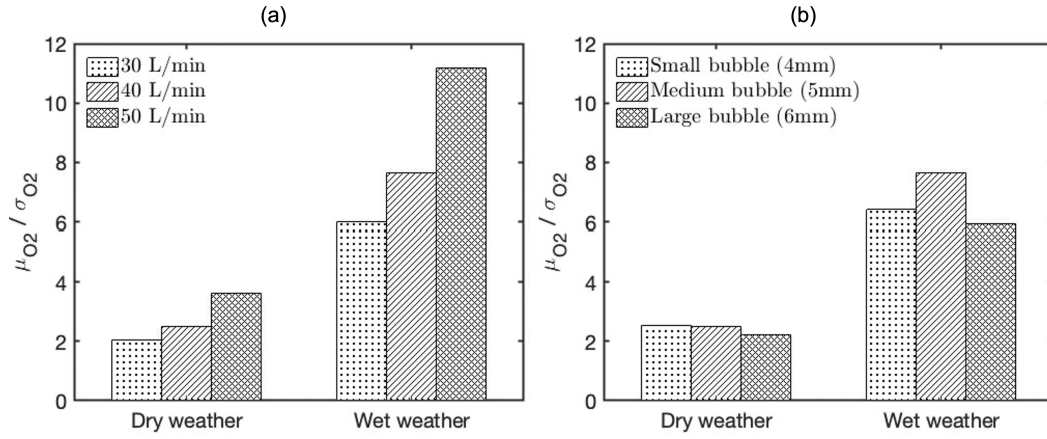 (a)
12
10
8
6
4
2
0
μO2 / σO2
30 L/min
40 L/min
50 L/min
Dry weather
Wet weather
(b)
12
10
8
6
4
2
0
μO2 / σO2
Small bubble (4mm)
Medium bubble (5mm)
Large bubble (6mm)
Dry weather
Wet weather